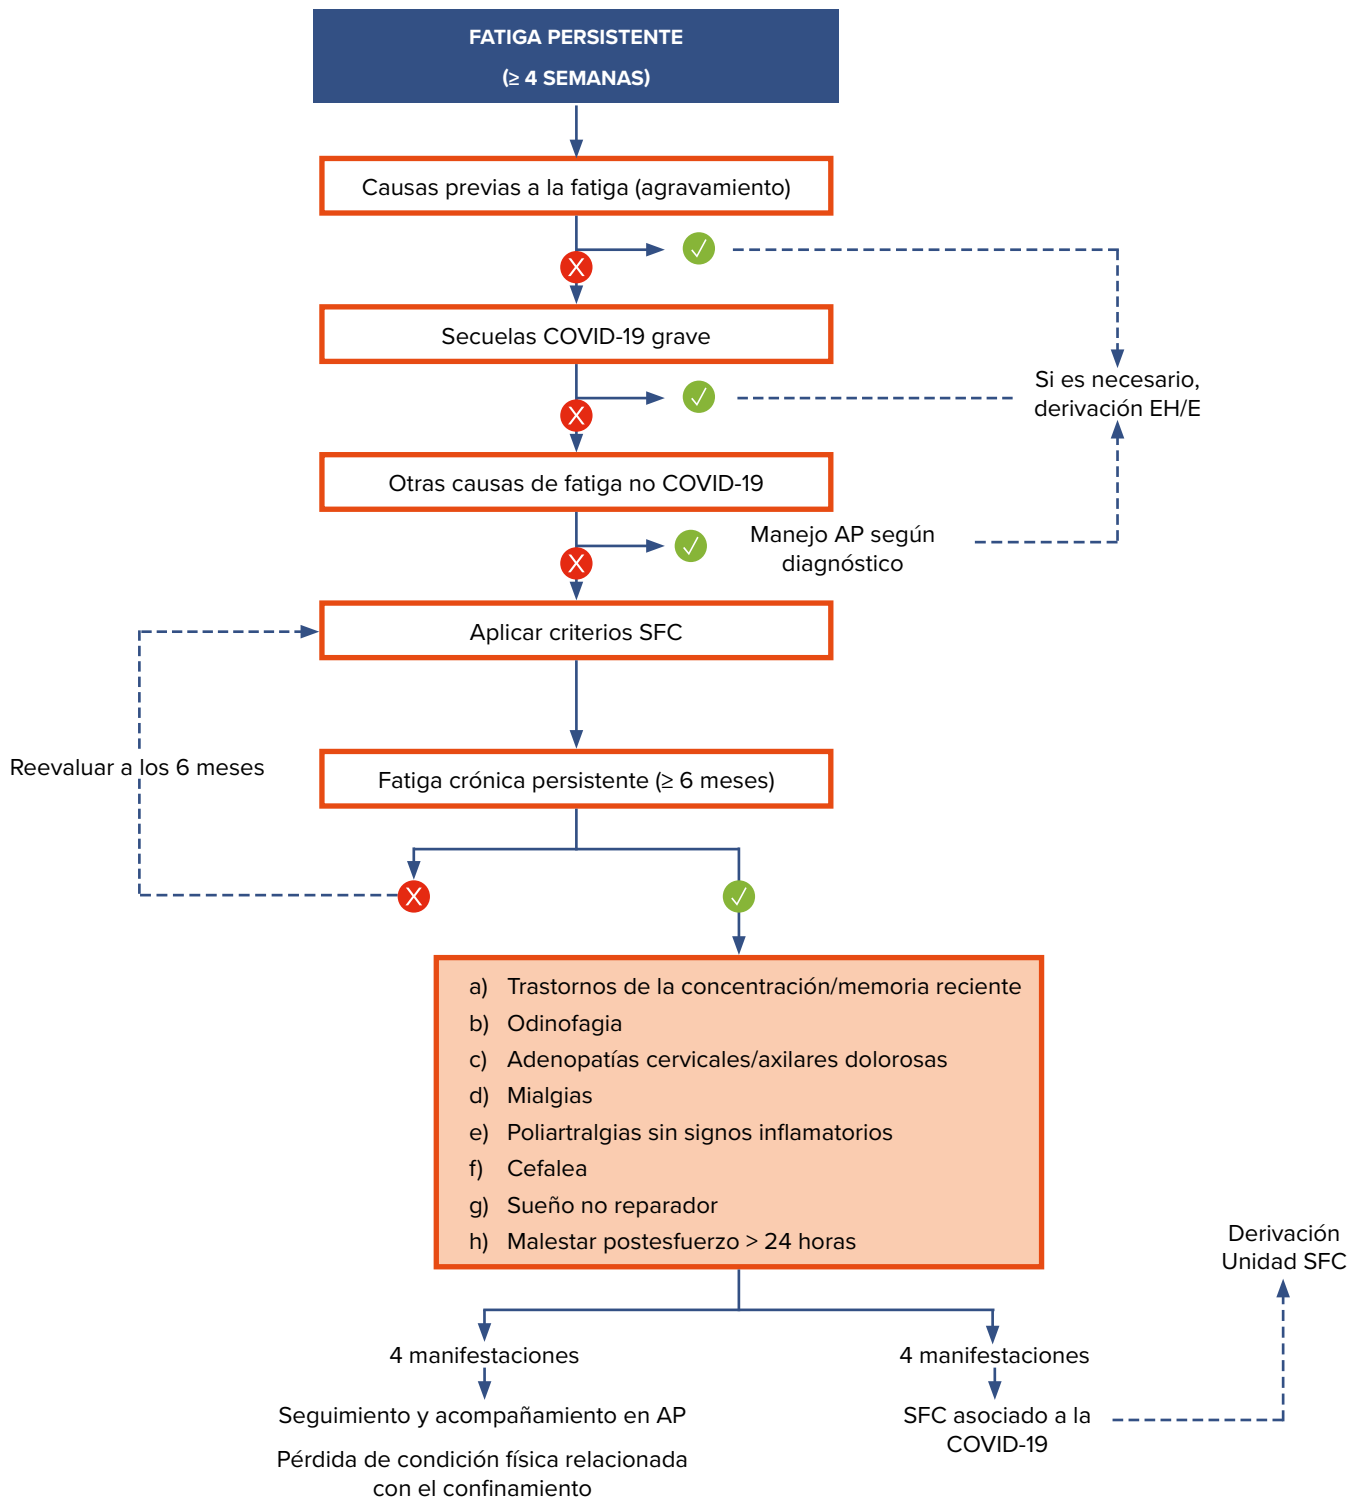 FATIGA PERSISTENTE
(≥ 4 SEMANAS)
Causas previas a la fatiga (agravamiento)
Secuelas COVID-19 grave
Si es necesario,
derivación EH/E
Otras causas de fatiga no COVID-19
Manejo AP según
diagnóstico
Aplicar criterios SFC
Reevaluar a los 6 meses
Fatiga crónica persistente (≥ 6 meses)
a) Trastornos de la concentración/memoria reciente
b) Odinofagia
c) Adenopatías cervicales/axilares dolorosas
d) Mialgias
e) Poliartralgias sin signos inflamatorios
f) Cefalea
g) Sueño no reparador
h) Malestar postesfuerzo > 24 horas
Derivación
Unidad SFC
4 manifestaciones
4 manifestaciones
Seguimiento y acompañamiento en AP
Pérdida de condición física relacionada
con el confinamiento
SFC asociado a la
COVID-19